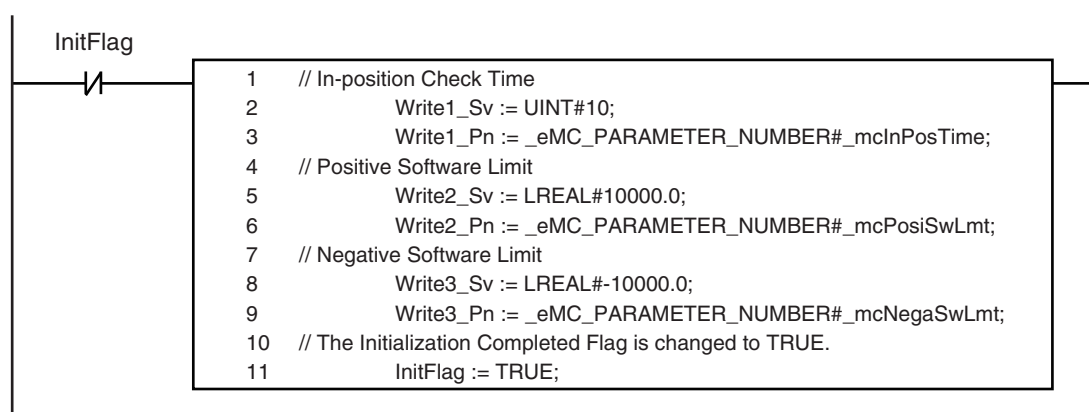 InitFlag
1 // In-position Check Time
2 Write1_Sv := UINT#10;
3 Write1_Pn := _eMC_PARAMETER_NUMBER#_mcInPosTime;
4 // Positive Software Limit
5 Write2_Sv := LREAL#10000.0;
6 Write2_Pn := _eMC_PARAMETER_NUMBER#_mcPosiSwLmt;
7 // Negative Software Limit
8 Write3_Sv := LREAL#-10000.0;
9 Write3_Pn := _eMC_PARAMETER_NUMBER#_mcNegaSwLmt;
10 // The Initialization Completed Flag is changed to TRUE.
11 InitFlag := TRUE;